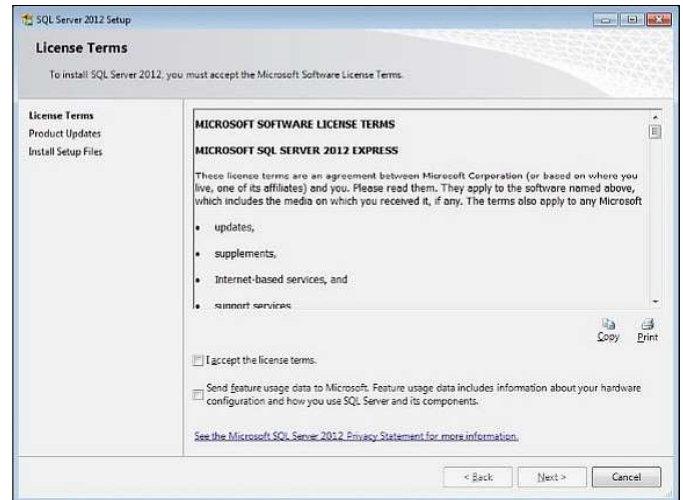 SQL Server 2012 Setup
License Terms
To install SQL Server 2012, you must accept the Microsoft Software License Terms.
License Terms
Product Updates
Install Setup Files
MICROSOFT SOFTWARE LICENSE TERMS
MICROSOFT SQL SERVER 2012 EXPRESS
These license terms are an agreement between Microsoft Corporation (or based on where you
live, one of its affiliates) and you. Please read them. They apply to the software named above,
which includes the media on which you received it, if any. The terms also apply to any Microsoft
• updates,
• supplements,
• Internet-based services, and
• support services
Copy Print
I accept the license terms.
Send feature usage data to Microsoft. Feature usage data includes information about your hardware
configuration and how you use SQL Server and its components.
See the Microsoft SQL Server 2012 Privacy Statement for more information.
< Back Next > Cancel